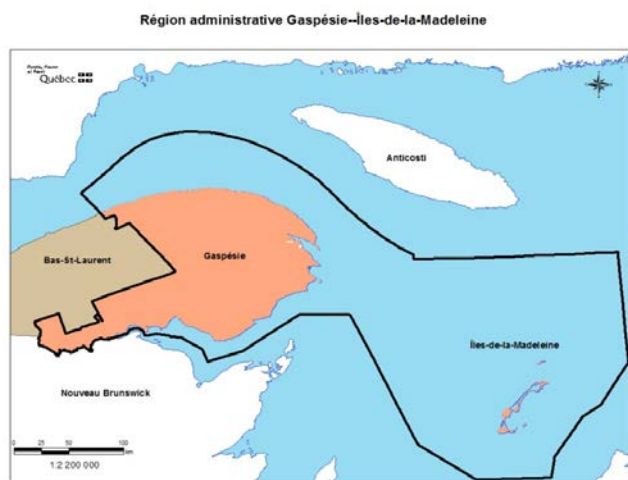 Région administrative Gaspésie--Îles-de-la-Madeleine
Québec
Anticosti
Bas-St-Laurent
Gaspésie
Îles-de-la-Madeleine
Nouveau Brunswick
0 25 50 100
km
1:2 200 000